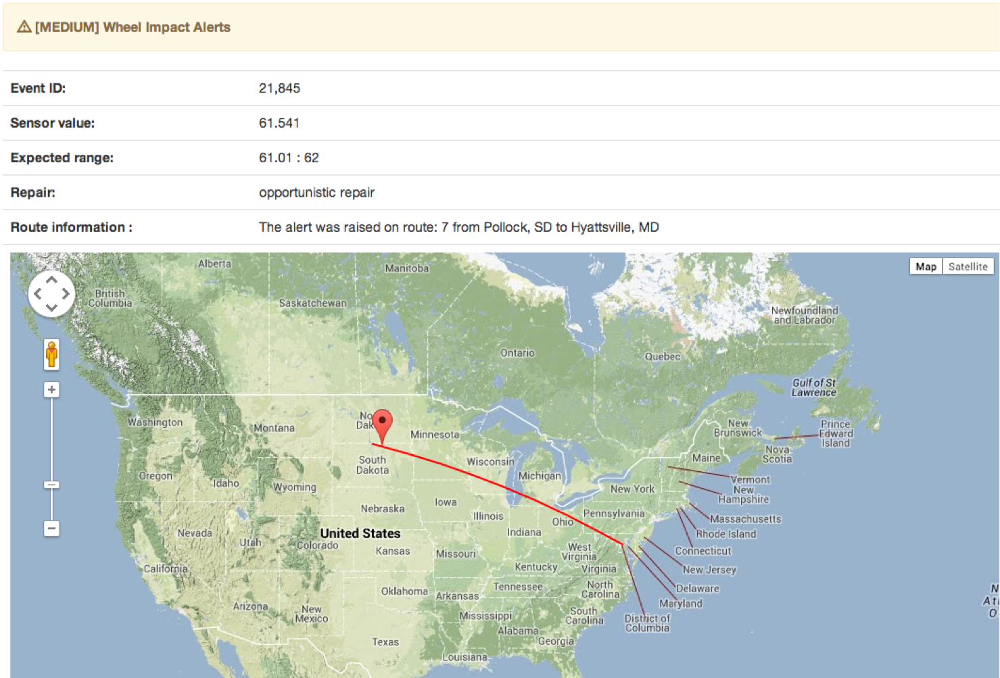 [MEDIUM] Wheel Impact Alerts
Event ID: 21,845
Sensor value: 61.541
Expected range: 61.01 : 62
Repair: opportunistic repair
Route information : The alert was raised on route: 7 from Pollock, SD to Hyattsville, MD
Map Satellite
Alberta
Manitoba
British
Columbia
Saskatchewan
Newfoundland
and Labrador
Ontario
Quebec
Gulf of St
Lawrence
Washington
Montana
Minnesota
New
Brunswick
Prince
Edward
Island
Nova
Scotia
South
Dakota
Wisconsin
Michigan
Maine
Oregon
Idaho
Wyoming
New York
Vermont
New
Hampshire
Nebraska
Iowa
Illinois
Indiana
Ohio
Pennsylvania
Massachusetts
Rhode Island
Connecticut
Nevada
Utah
United States
Colorado
Kansas
Missouri
West
Virginia
Virginia
Kentucky
New Jersey
California
Oklahoma
Arkansas
Tennessee
North
Carolina
Delaware
Maryland
Arizona
New
Mexico
Mississippi
South
Carolina
District of
Columbia
Alabama
Georgia
Texas
Louisiana